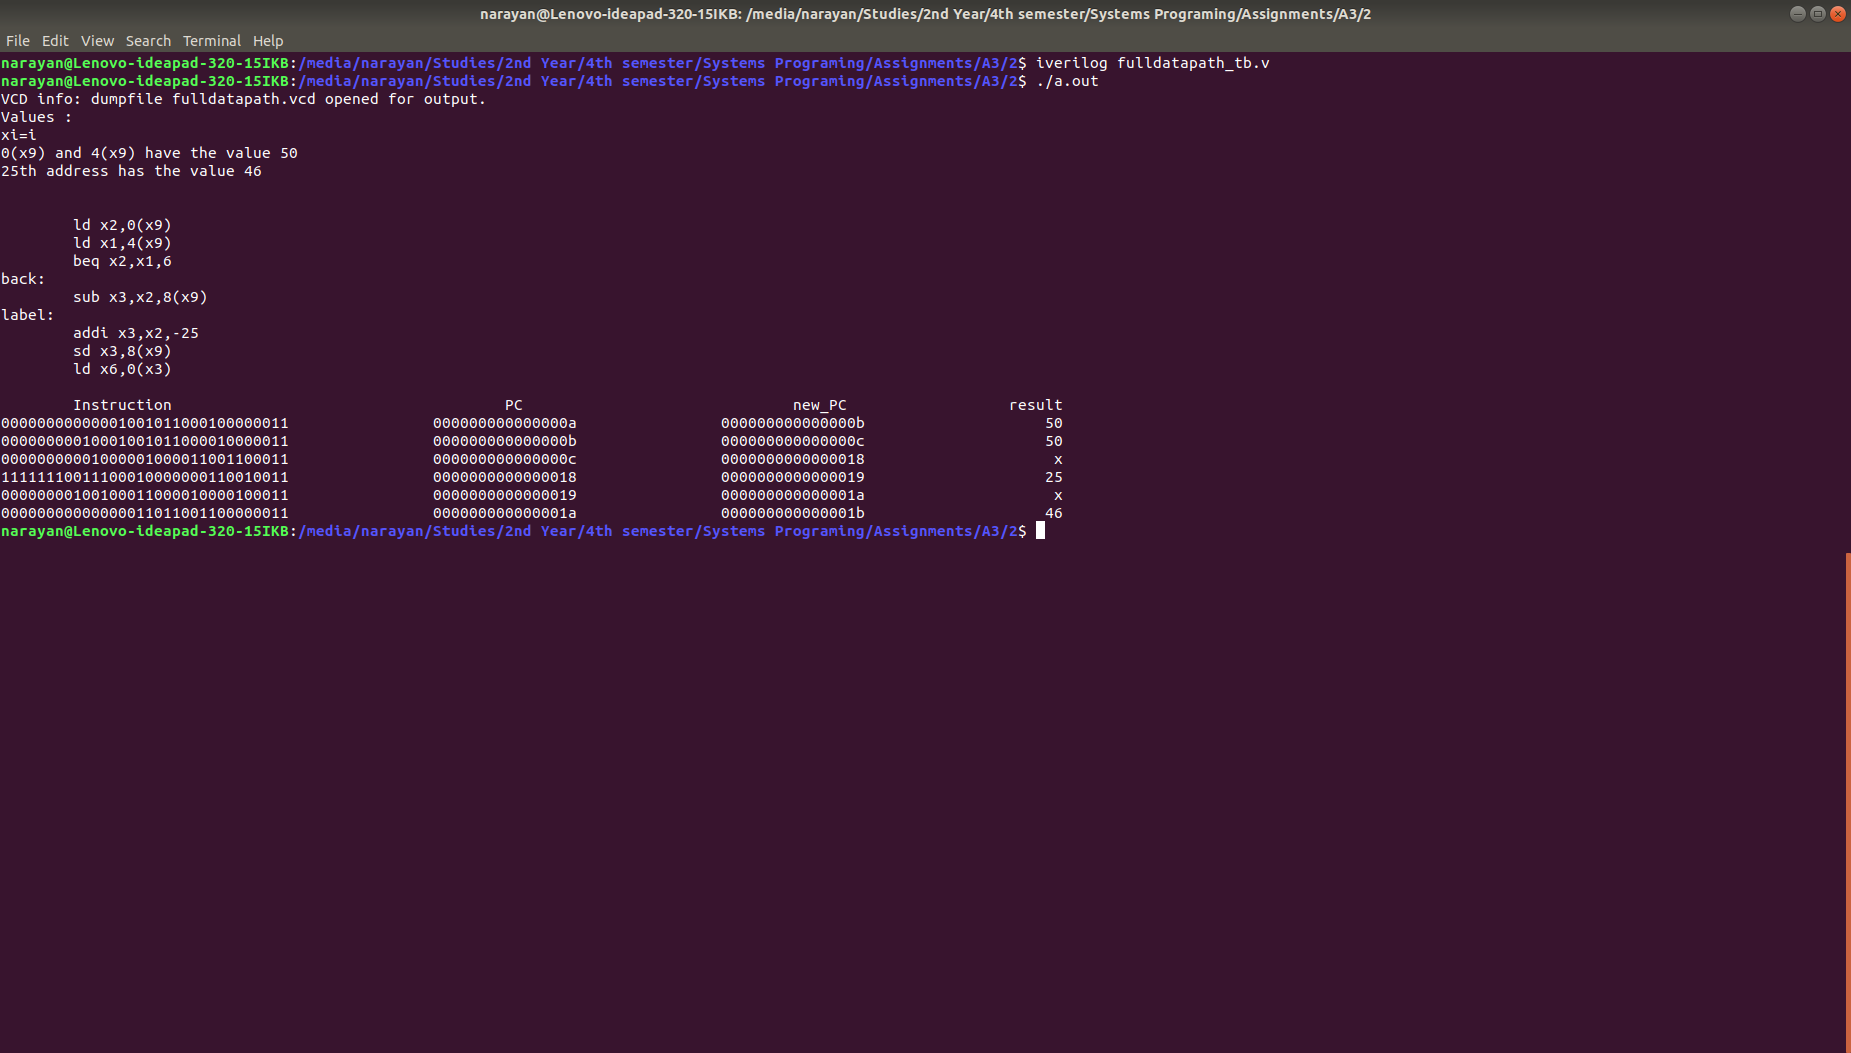 narayan@Lenovo-ideapad-320-15IKB: /media/narayan/Studies/2nd Year/4th semester/Systems Programing/Assignments/A3/2
File Edit View Search Terminal Help
narayan@Lenovo-ideapad-320-15IKB:/media/narayan/Studies/2nd Year/4th semester/Systems Programing/Assignments/A3/2$ iverilog fulldatapath_tb.v
narayan@Lenovo-ideapad-320-15IKB:/media/narayan/Studies/2nd Year/4th semester/Systems Programing/Assignments/A3/2$ ./a.out
VCD info: dumpfile fulldatapath.vcd opened for output.
Values :
xi=i
0(x9) and 4(x9) have the value 50
25th address has the value 46
ld x2,0(x9)
ld x1,4(x9)
beq x2,x1,6
back:
sub x3,x2,8(x9)
label:
addi x3,x2,-25
sd x3,8(x9)
ld x6,0(x3)
Instruction PC new_PC result
00000000000001001011000100000011 000000000000000a 000000000000000b 50
00000000010001001011000010000011 000000000000000b 000000000000000c 50
00000000001000001000011001100011 000000000000000c 0000000000000018 x
11111110011100010000000110010011 0000000000000018 0000000000000019 25
00000000100100011000010000100011 0000000000000019 000000000000001a x
00000000000000011011001100000011 000000000000001a 000000000000001b 46
narayan@Lenovo-ideapad-320-15IKB:/media/narayan/Studies/2nd Year/4th semester/Systems Programing/Assignments/A3/2$